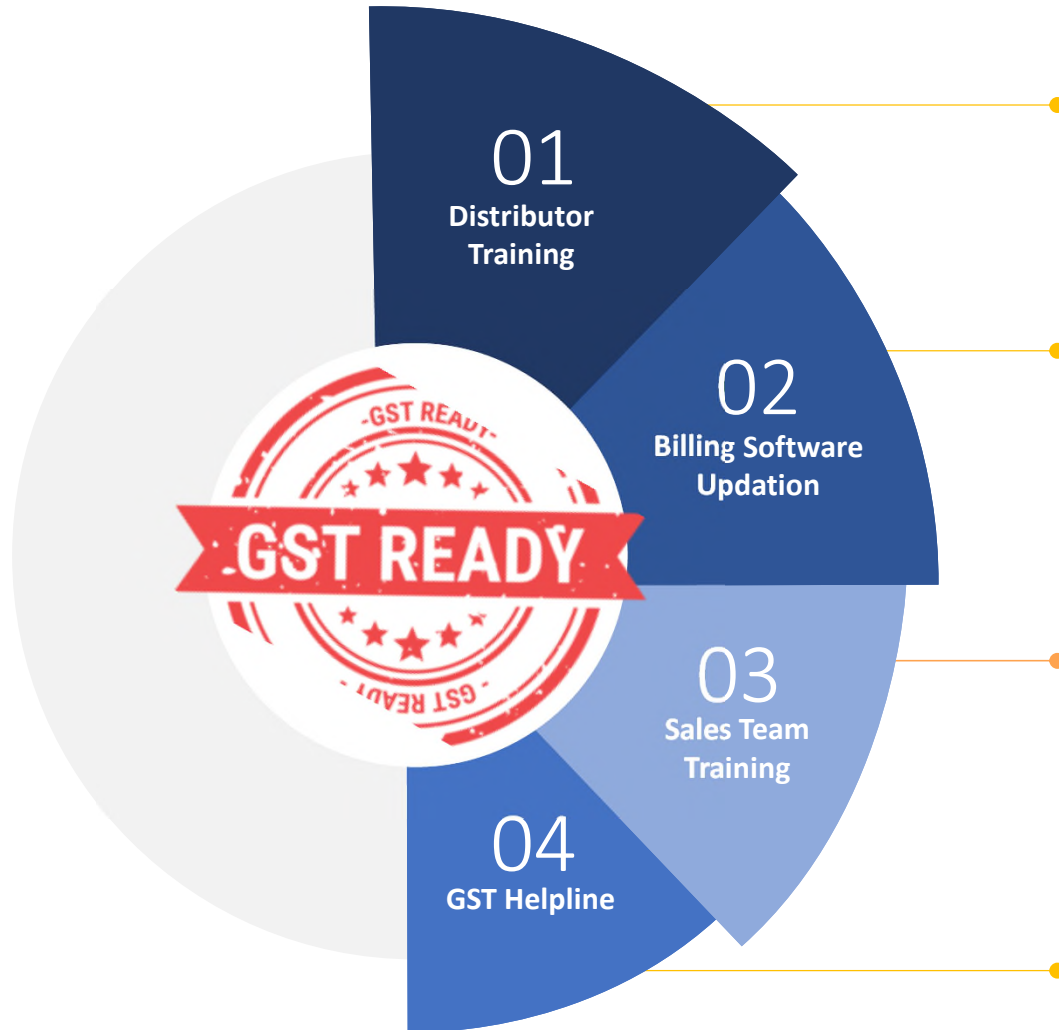 01
Distributor
Training
02
Billing Software
Updation
-GST READY-
GST READY
- GST READY -
03
Sales Team
Training
04
GST Helpline